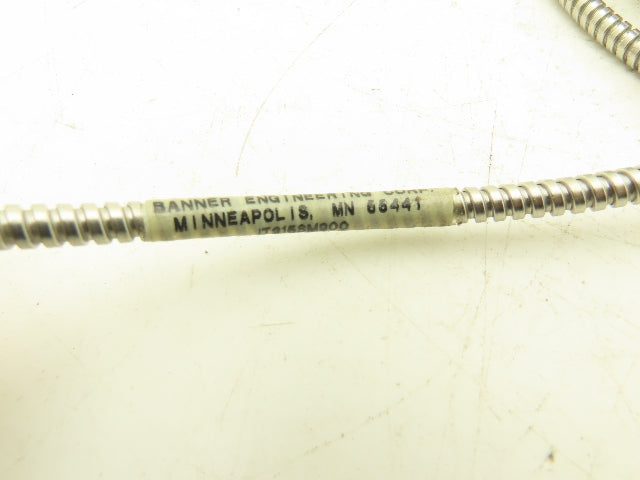 BANNER ENGINEERING CORP.
MINNEAPOLIS, MN 55441